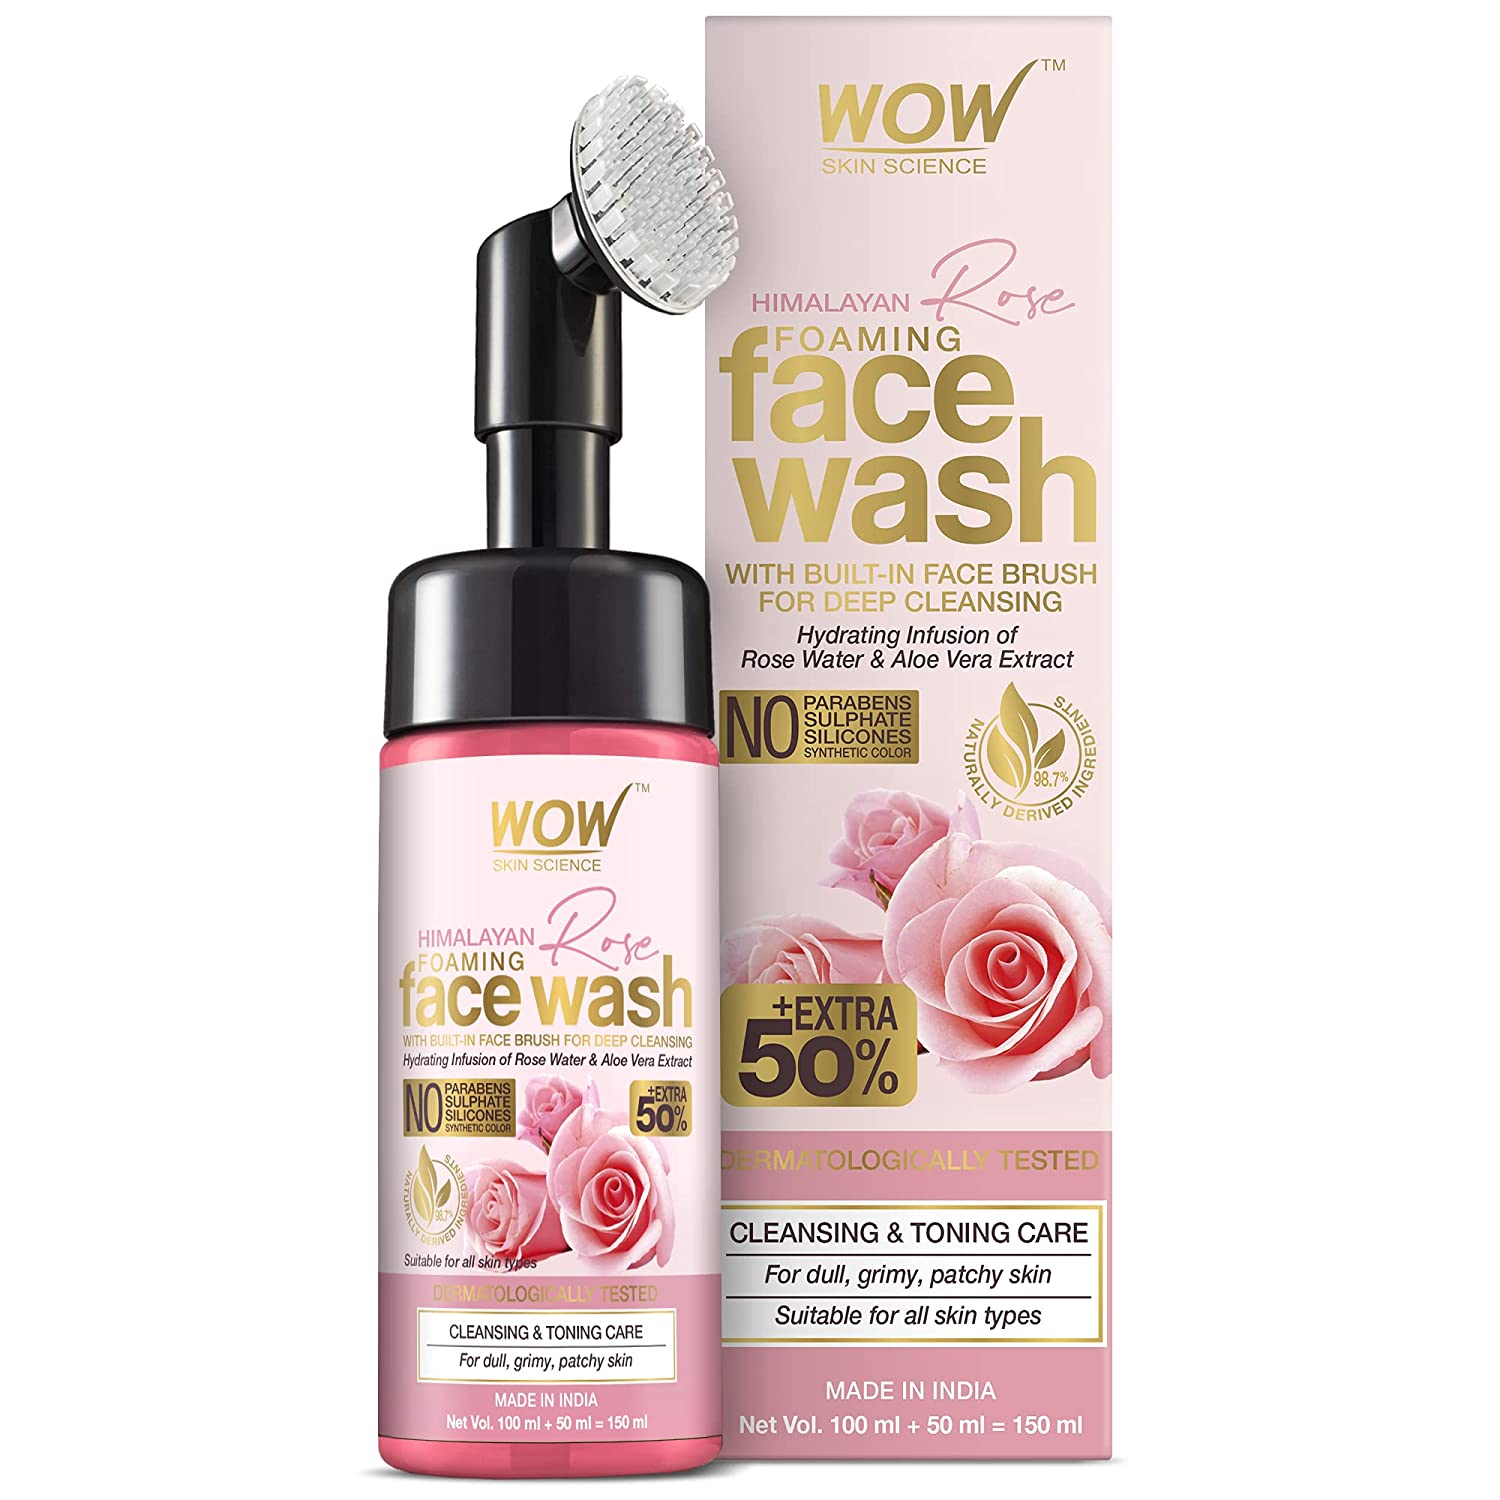 WOW™
SKIN SCIENCE
HIMALAYAN Rose
FOAMING
face
wash
WITH BUILT-IN FACE BRUSH
FOR DEEP CLEANSING
Hydrating Infusion of
Rose Water & Aloe Vera Extract
NO PARABENS
SULPHATE
SILICONES
SYNTHETIC COLOR
98.7%
NATURALLY DERIVED INGREDIENTS
+EXTRA
50%
DERMATOLOGICALLY TESTED
CLEANSING & TONING CARE
For dull, grimy, patchy skin
Suitable for all skin types
MADE IN INDIA
Net Vol. 100 ml + 50 ml = 150 ml
WOW™
SKIN SCIENCE
HIMALAYAN Rose
FOAMING
face wash
WITH BUILT-IN FACE BRUSH FOR DEEP CLEANSING
Hydrating Infusion of Rose Water & Aloe Vera Extract
NO PARABENS
SULPHATE
SILICONES
SYNTHETIC COLOR
+EXTRA
50%
98.7%
NATURALLY DERIVED INGREDIENTS
Suitable for all skin types
DERMATOLOGICALLY TESTED
CLEANSING & TONING CARE
For dull, grimy, patchy skin
MADE IN INDIA
Net Vol. 100 ml + 50 ml = 150 ml